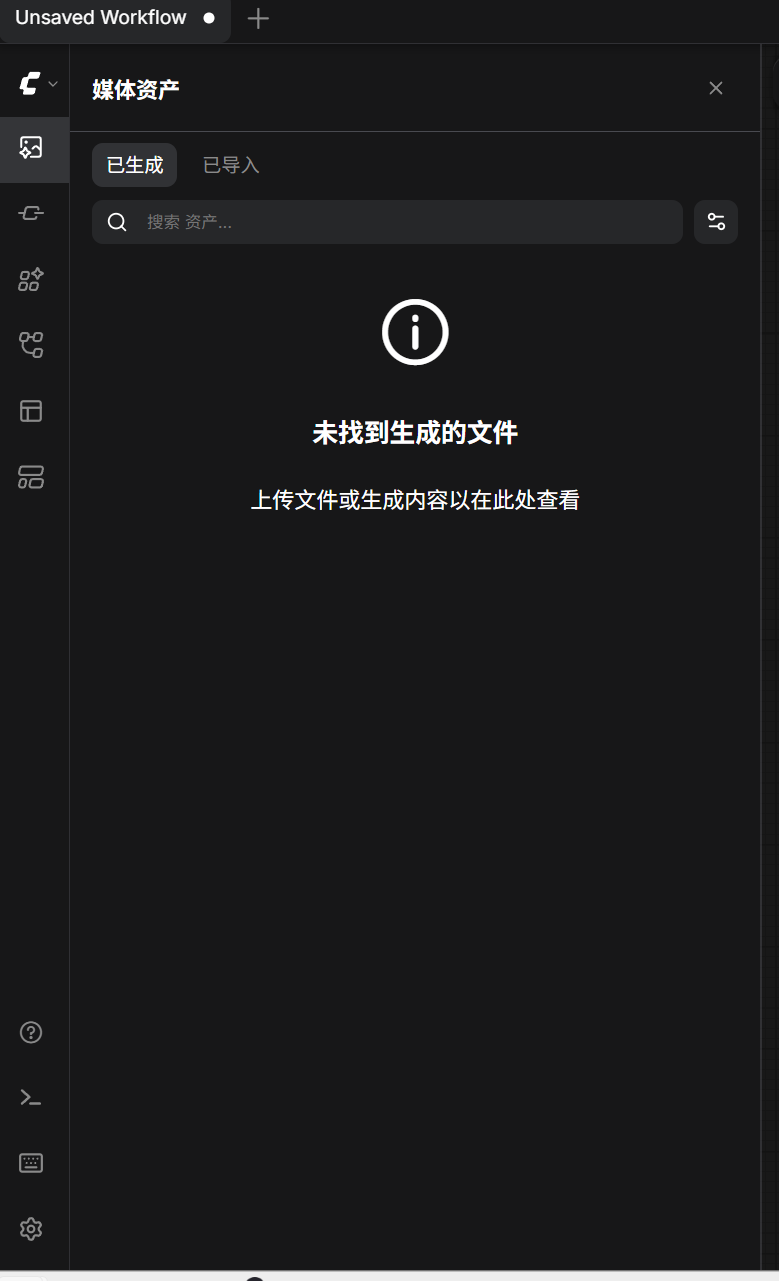 Unsaved Workflow
媒体资产
已生成
已导入
搜索 资产...
未找到生成的文件
上传文件或生成内容以在此处查看